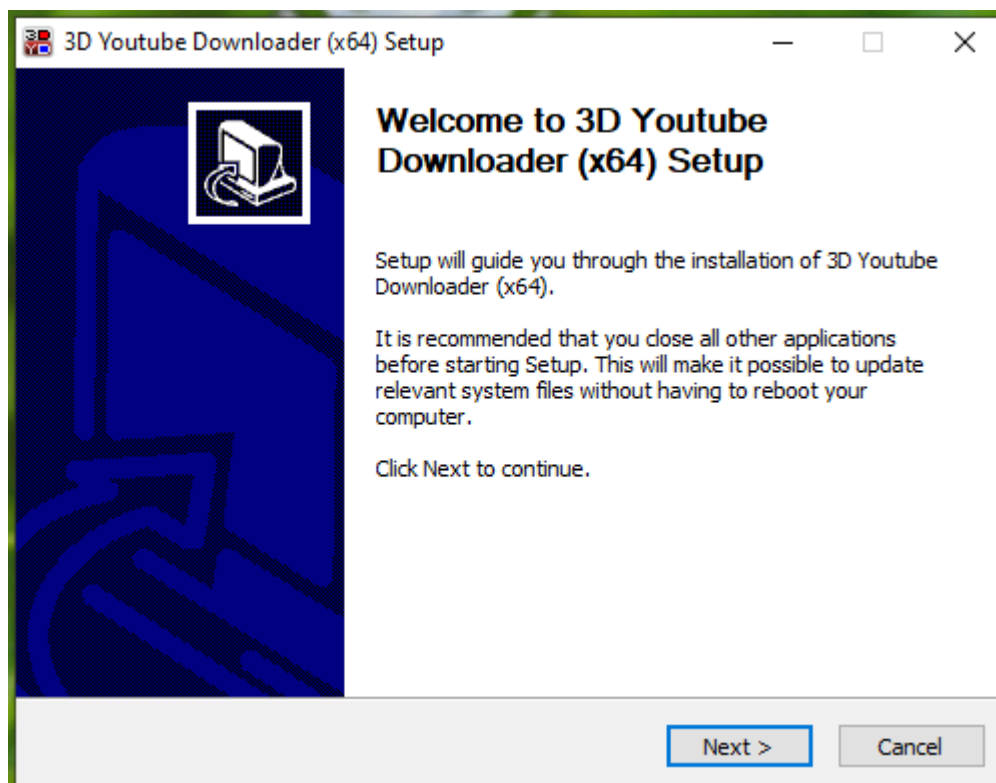 3D Youtube Downloader (x64) Setup
Welcome to 3D Youtube
Downloader (x64) Setup
Setup will guide you through the installation of 3D Youtube
Downloader (x64).
It is recommended that you close all other applications
before starting Setup. This will make it possible to update
relevant system files without having to reboot your
computer.
Click Next to continue.
Next >
Cancel